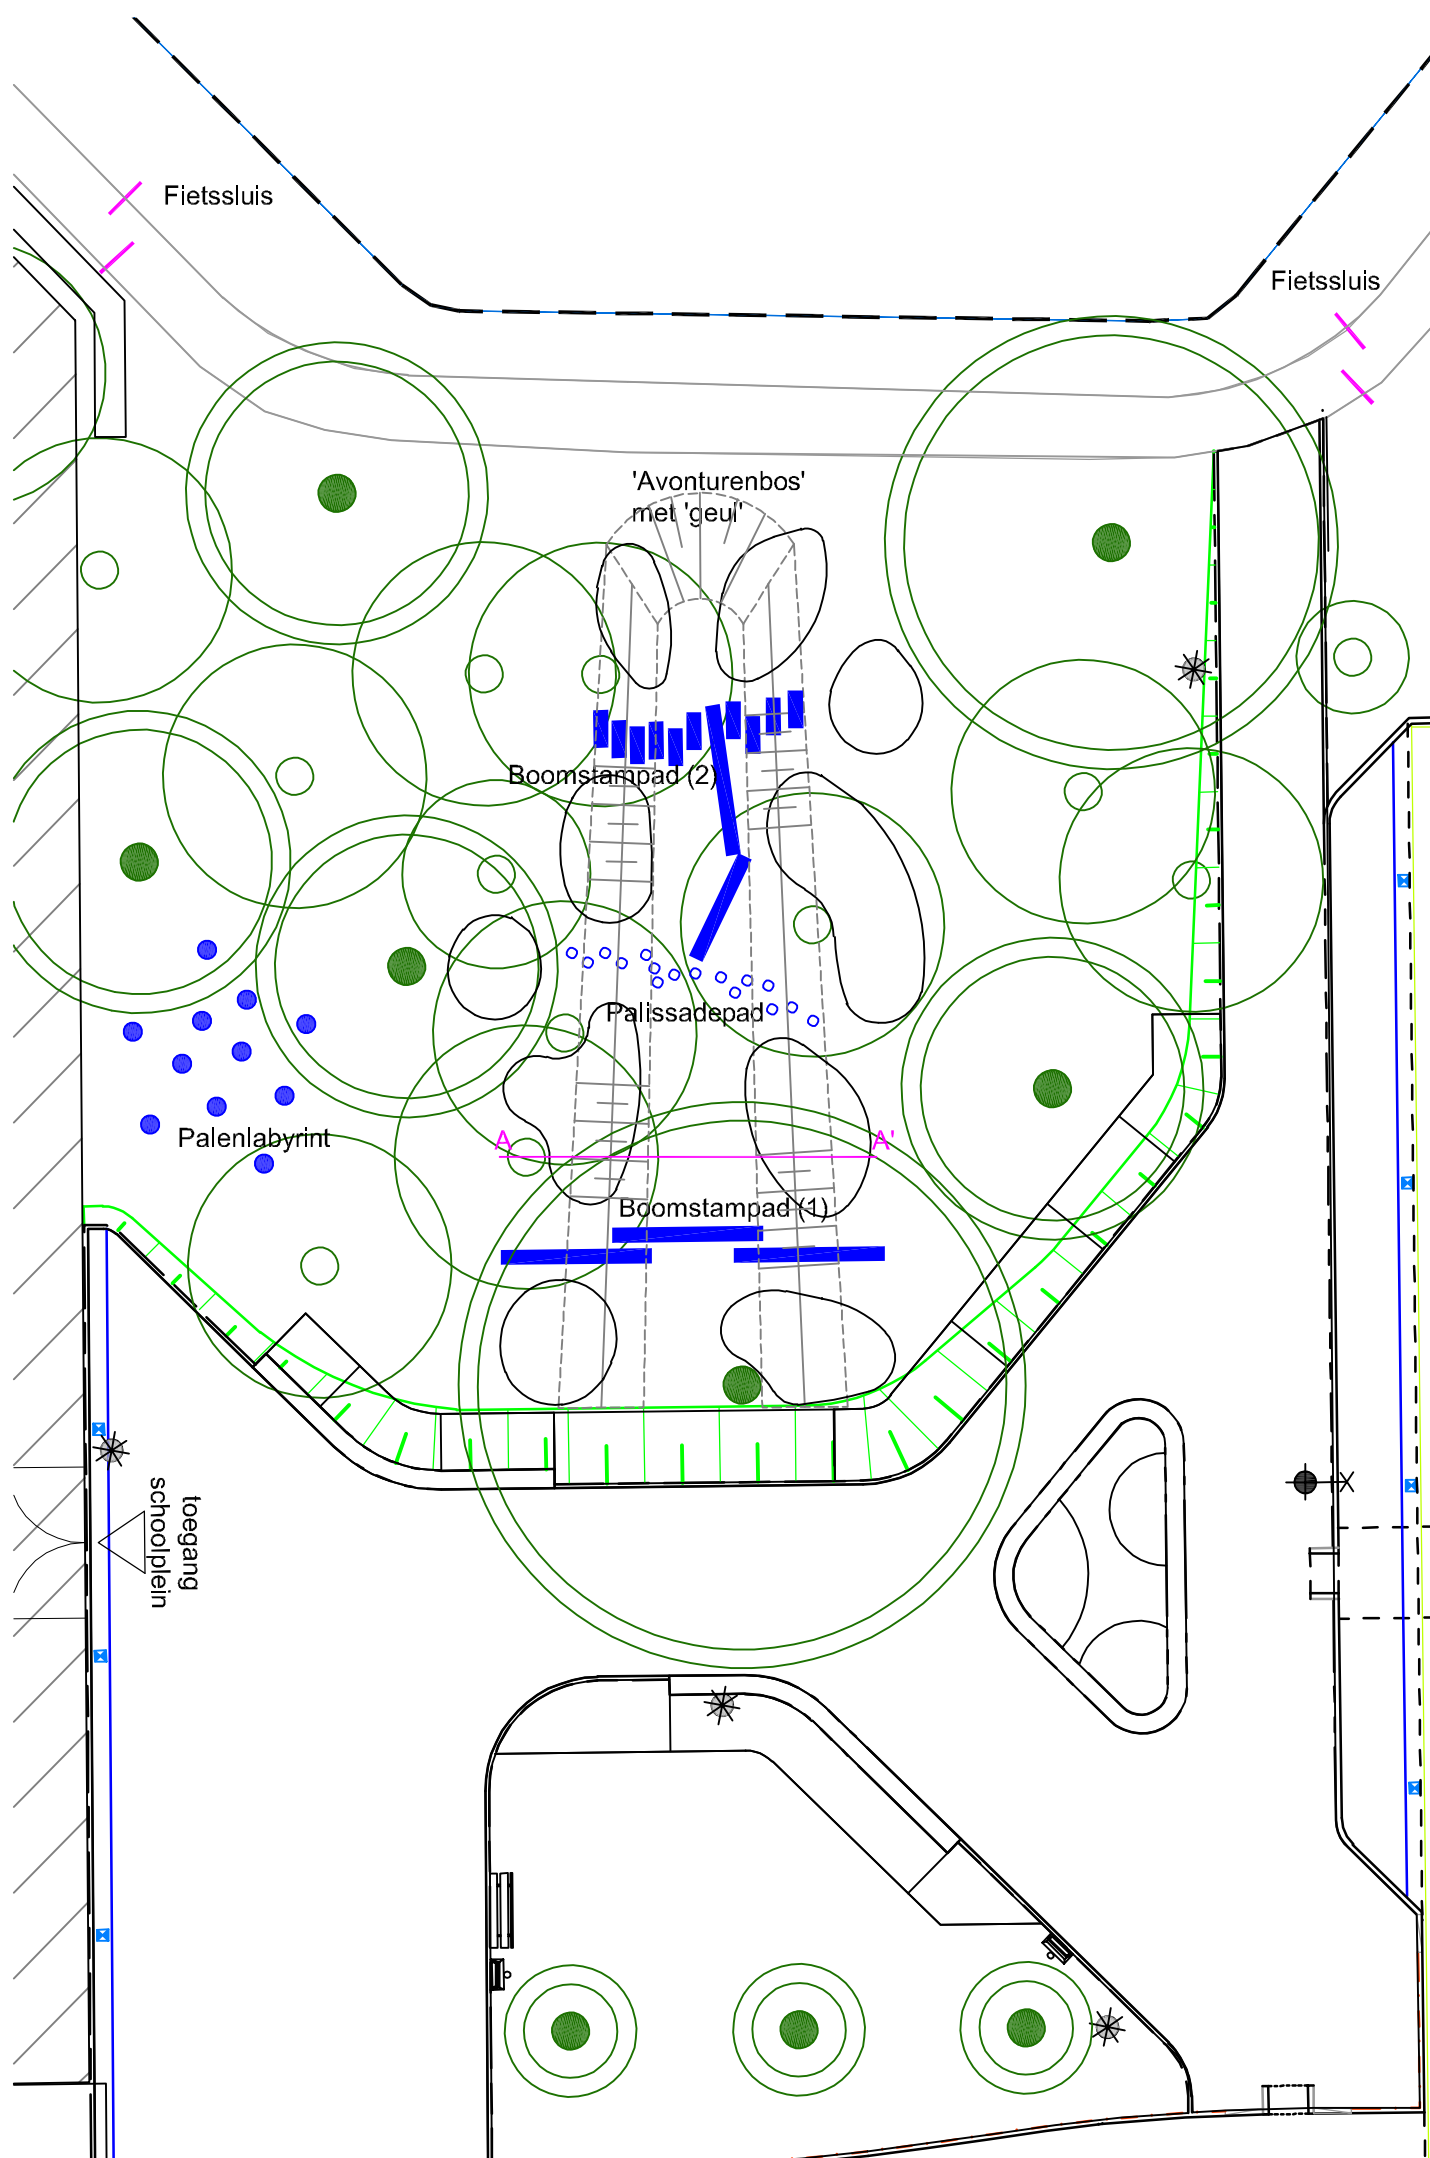 Fietssluis
Fietssluis
'Avonturenbos'
met 'geul'
Boomstampad (2)
Palissadepad
Palenlabyrint
A
A'
Boomstampad (1)
toegang
schoolplein